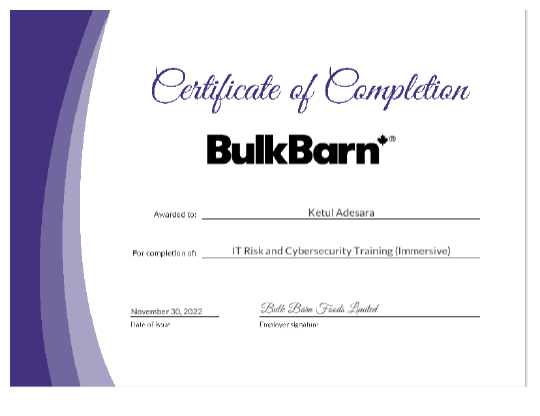 Certificate of Completion
BulkBarn®
Awarded to: Ketul Adesara
For completion of: IT Risk and Cybersecurity Training (Immersive)
November 30, 2022 Bulk Barn Foods Limited
Date of issue Employer signature